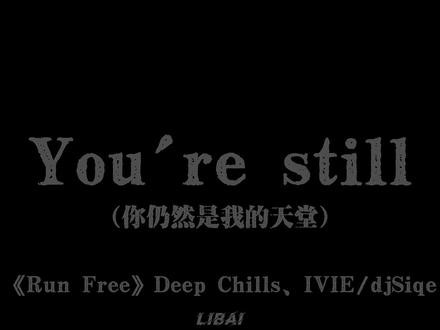 You're still
(你仍然是我的天堂)
《Run Free》Deep Chills、IVIE/djSiqe
LIBAI